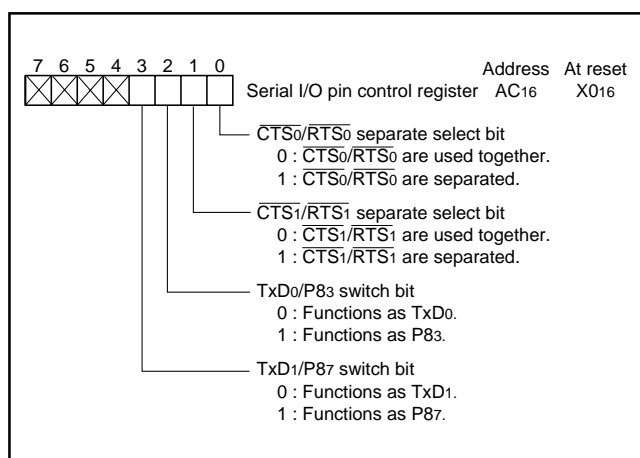 Address At reset
7 6 5 4 3 2 1 0
Serial I/O pin control register AC16 X016
CTS0/RTS0 separate select bit
0 : CTS0/RTS0 are used together.
1 : CTS0/RTS0 are separated.
CTS1/RTS1 separate select bit
0 : CTS1/RTS1 are used together.
1 : CTS1/RTS1 are separated.
TxD0/P83 switch bit
0 : Functions as TxD0.
1 : Functions as P83.
TxD1/P87 switch bit
0 : Functions as TxD1.
1 : Functions as P87.